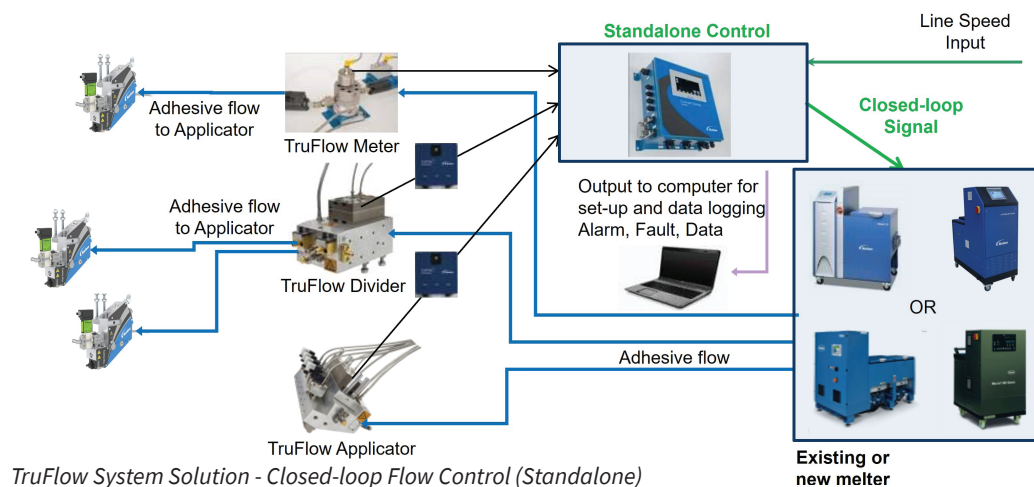 Standalone Control
Line Speed
Input
Closed-loop
Signal
Adhesive flow
to Applicator
TruFlow Meter
Adhesive flow
to Applicator
TruFlow Divider
Output to computer for
set-up and data logging
Alarm, Fault, Data
OR
Adhesive flow
TruFlow Applicator
Existing or
new melter
TruFlow System Solution - Closed-loop Flow Control (Standalone)